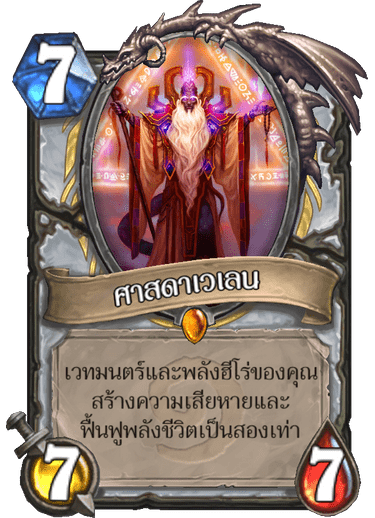 7
ศาสดาเวเลน
เวทมนตร์และพลังฮีโร่ของคุณ
สร้างความเสียหายและ
ฟื้นฟูพลังชีวิตเป็นสองเท่า
7
7